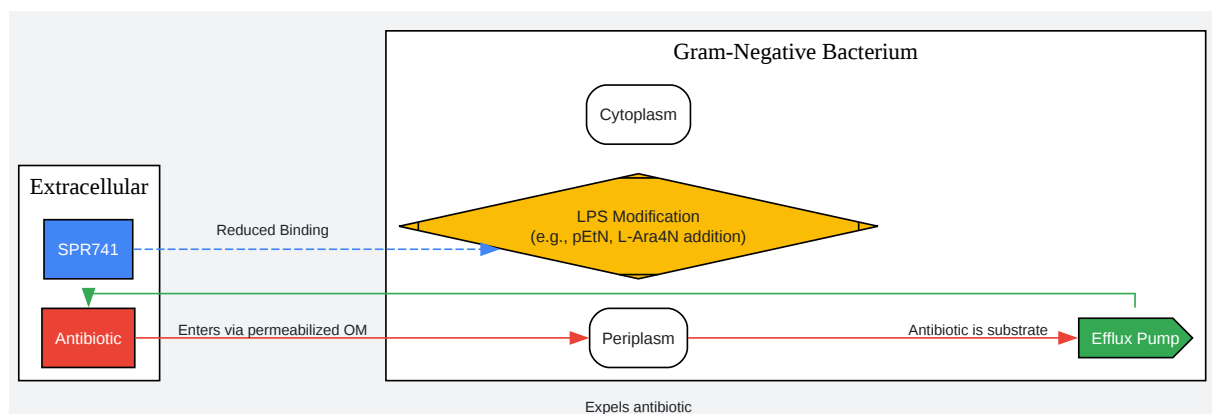 Gram-Negative Bacterium
Cytoplasm
Extracellular
LPS Modification
(e.g., pEtN, L-Ara4N addition)
Reduced Binding
SPR741
Antibiotic
Enters via permeabilized OM
Periplasm
Antibiotic is substrate
Efflux Pump
Expels antibiotic